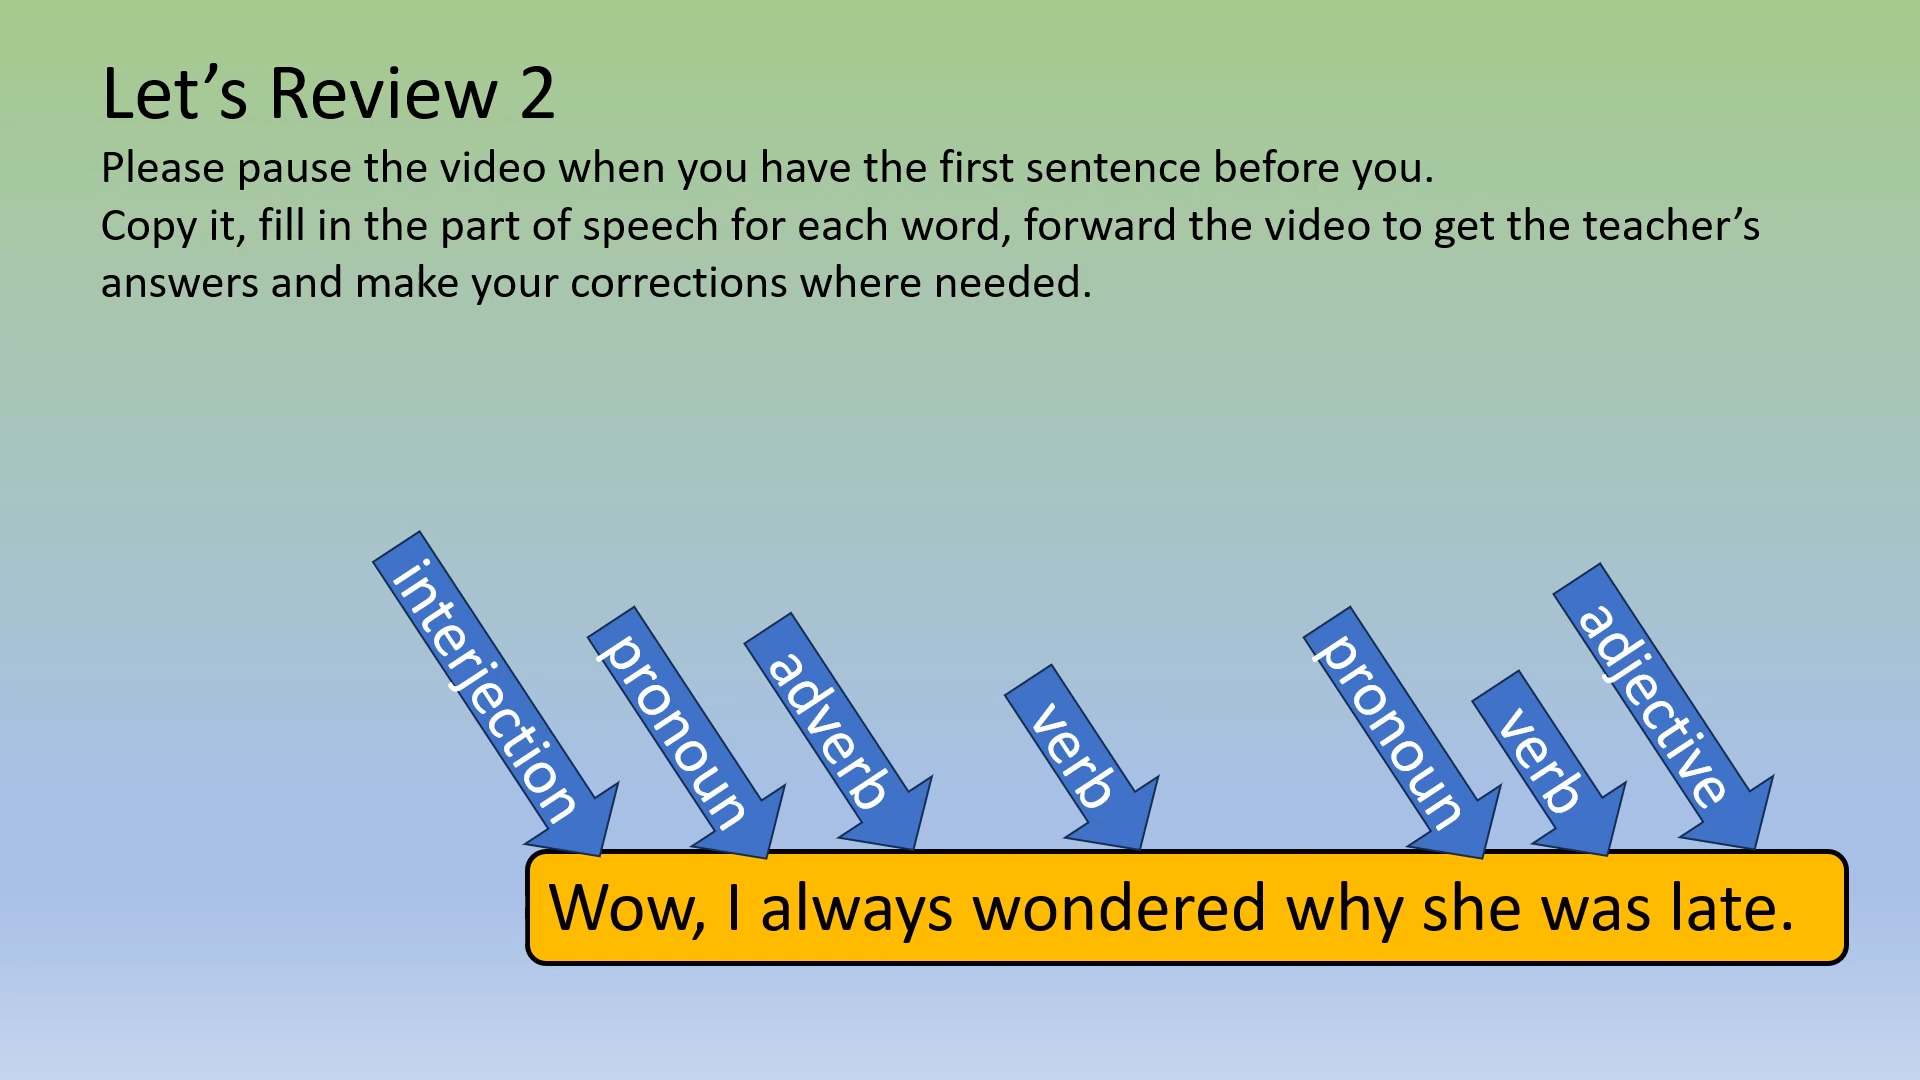 Let’s Review 2
Please pause the video when you have the first sentence before you.
Copy it, fill in the part of speech for each word, forward the video to get the teacher’s
answers and make your corrections where needed.
interjection
pronoun
adverb
verb
pronoun
verb
adjective
Wow, I always wondered why she was late.